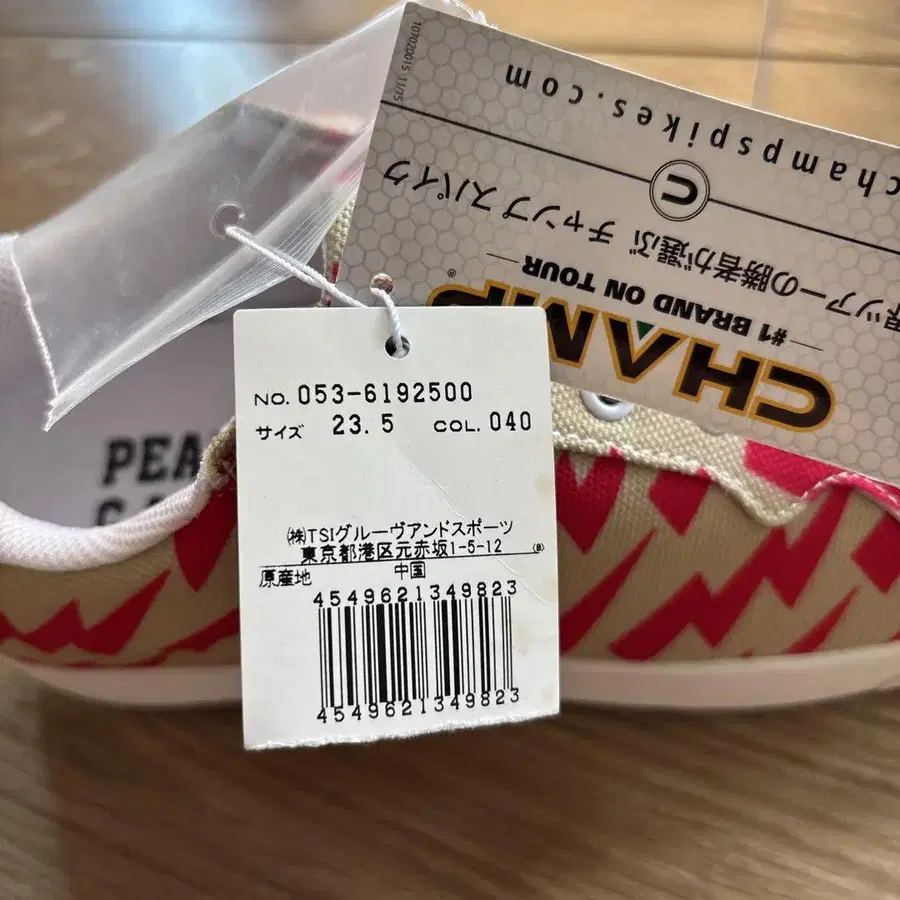 107020015 11/15
champspikes.com
C
ツアーの勝者が選ぶ チャンプスパイク
#1 BRAND ON TOUR
CHAMP®
NO. 053-6192500
サイズ 23.5 COL. 040
㈱TSIグルーヴアンドスポーツ
東京都港区元赤坂1-5-12 (B)
原産地 中国
4549621349823
4549621349823
PEA